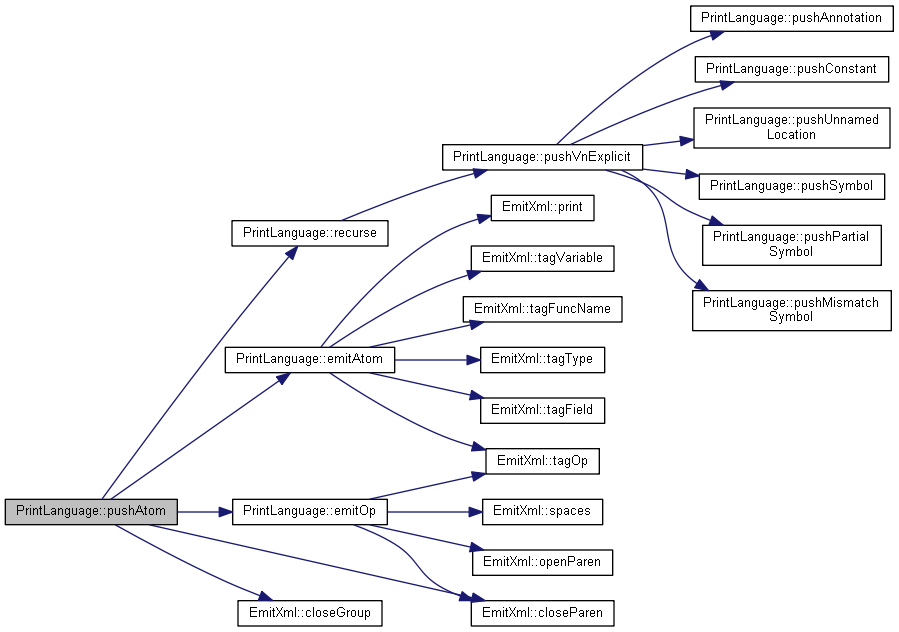 PrintLanguage::pushAnnotation
PrintLanguage::pushConstant
PrintLanguage::pushUnnamed
Location
PrintLanguage::pushVnExplicit
PrintLanguage::pushSymbol
EmitXml::print
PrintLanguage::recurse
PrintLanguage::pushPartial
Symbol
EmitXml::tagVariable
PrintLanguage::pushMismatch
Symbol
EmitXml::tagFuncName
PrintLanguage::emitAtom
EmitXml::tagType
EmitXml::tagField
EmitXml::tagOp
PrintLanguage::pushAtom
PrintLanguage::emitOp
EmitXml::spaces
EmitXml::openParen
EmitXml::closeGroup
EmitXml::closeParen